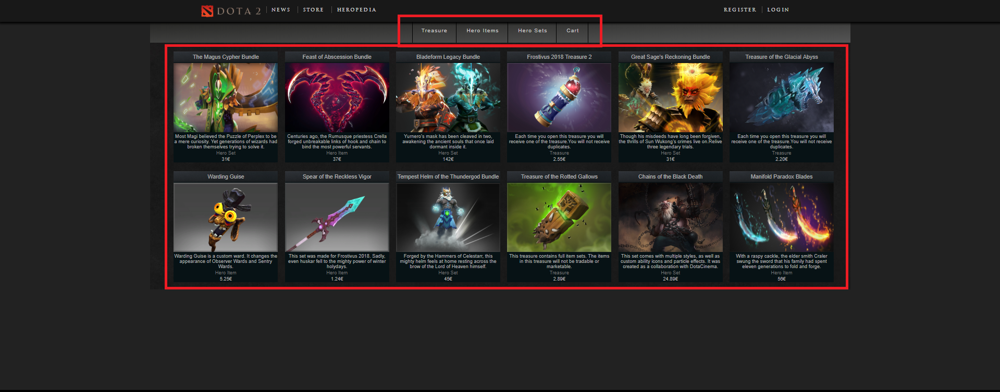 DOTA 2
NEWS
STORE
HEROPEDIA
REGISTER
LOGIN
Treasure
Hero Items
Hero Sets
Cart
The Magus Cypher Bundle
Most Magi believed the Puzzle of Perplex to be
a mere curiosity. Yet generations of wizards had
broken themselves trying to solve it.
Hero Set
31€
Feast of Abscession Bundle
Centuries ago, the Rumusque priestess Crella
forged unbreakable links of hook and chain to
bind the most powerful servants.
Hero Item
37€
Bladeform Legacy Bundle
Yurnero's mask has been cleaved in two,
awakening the ancient souls that once laid
dormant inside it.
Hero Set
142€
Frostivus 2018 Treasure 2
Each time you open this treasure you will
receive one of the treasure.You will not receive
duplicates.
Treasure
2.55€
Great Sage's Reckoning Bundle
Though his misdeeds have long been forgiven,
the thrills of Sun Wukong's crimes live on.Relive
three legendary trials.
Hero Set
31€
Treasure of the Glacial Abyss
Each time you open this treasure you will
receive one of the treasure.You will not receive
duplicates.
Treasure
2.20€
Warding Guise
Warding Guise is a custom ward. It changes the
appearance of Observer Wards and Sentry
Wards.
Hero Item
5.25€
Spear of the Reckless Vigor
This set was made for Frostivus 2018. Sadly,
even huskar fell to the mighty power of winter
holydays.
Hero Item
1.24€
Tempest Helm of the Thundergod Bundle
Forged by the Hammers of Celestarr, this
mighty helm feels at home resting across the
brow of the Lord of Heaven himself.
Hero Set
45€
Treasure of the Rotted Gallows
This treasure contains full item sets. The items
in this treasure will not be tradable or
marketable.
Treasure
2.89€
Chains of the Black Death
This set comes with multiple styles, as well as
custom ability icons and particle effects. It was
created as a collaboration with DotaCinema.
Hero Set
24.89€
Manifold Paradox Blades
With a raspy cackle, the elder smith Craler
swung the sword that his family had spent
eleven generations to fold and forge.
Hero Item
56€